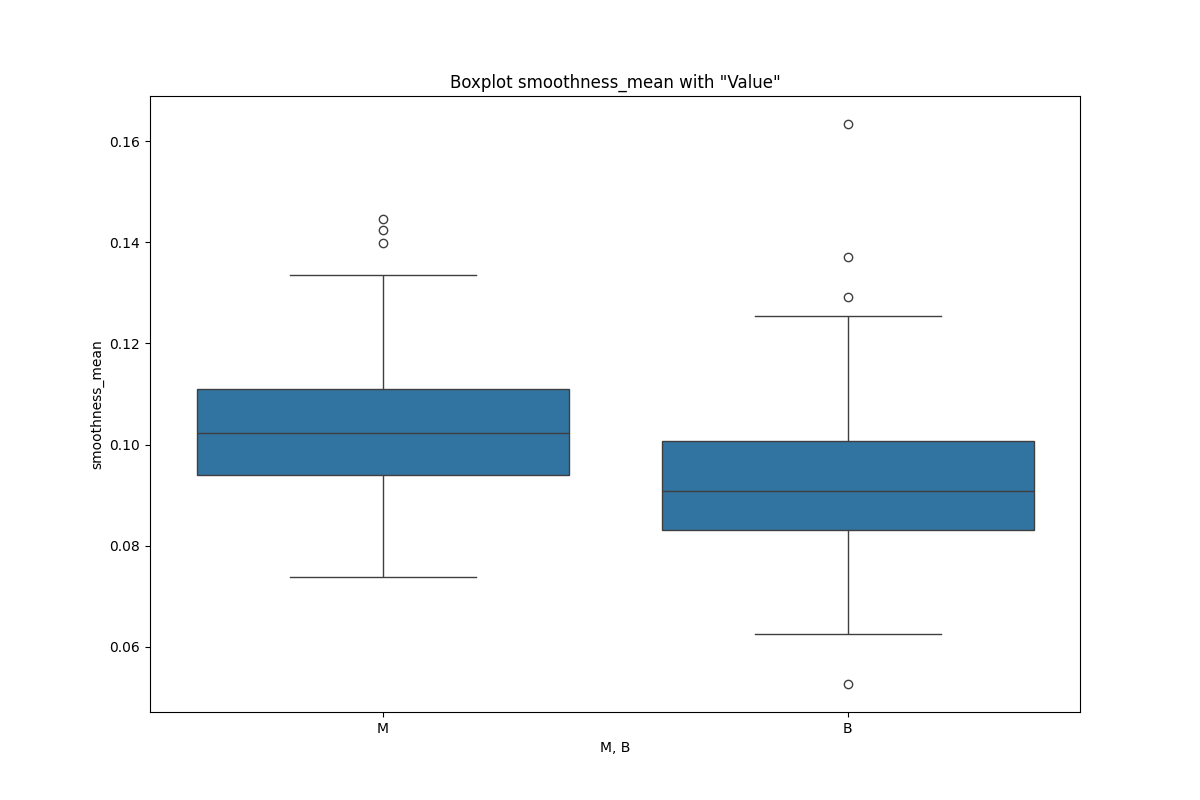 Boxplot smoothness_mean with "Value"
smoothness_mean
0.16
0.14
0.12
0.10
0.08
0.06
M
B
M, B